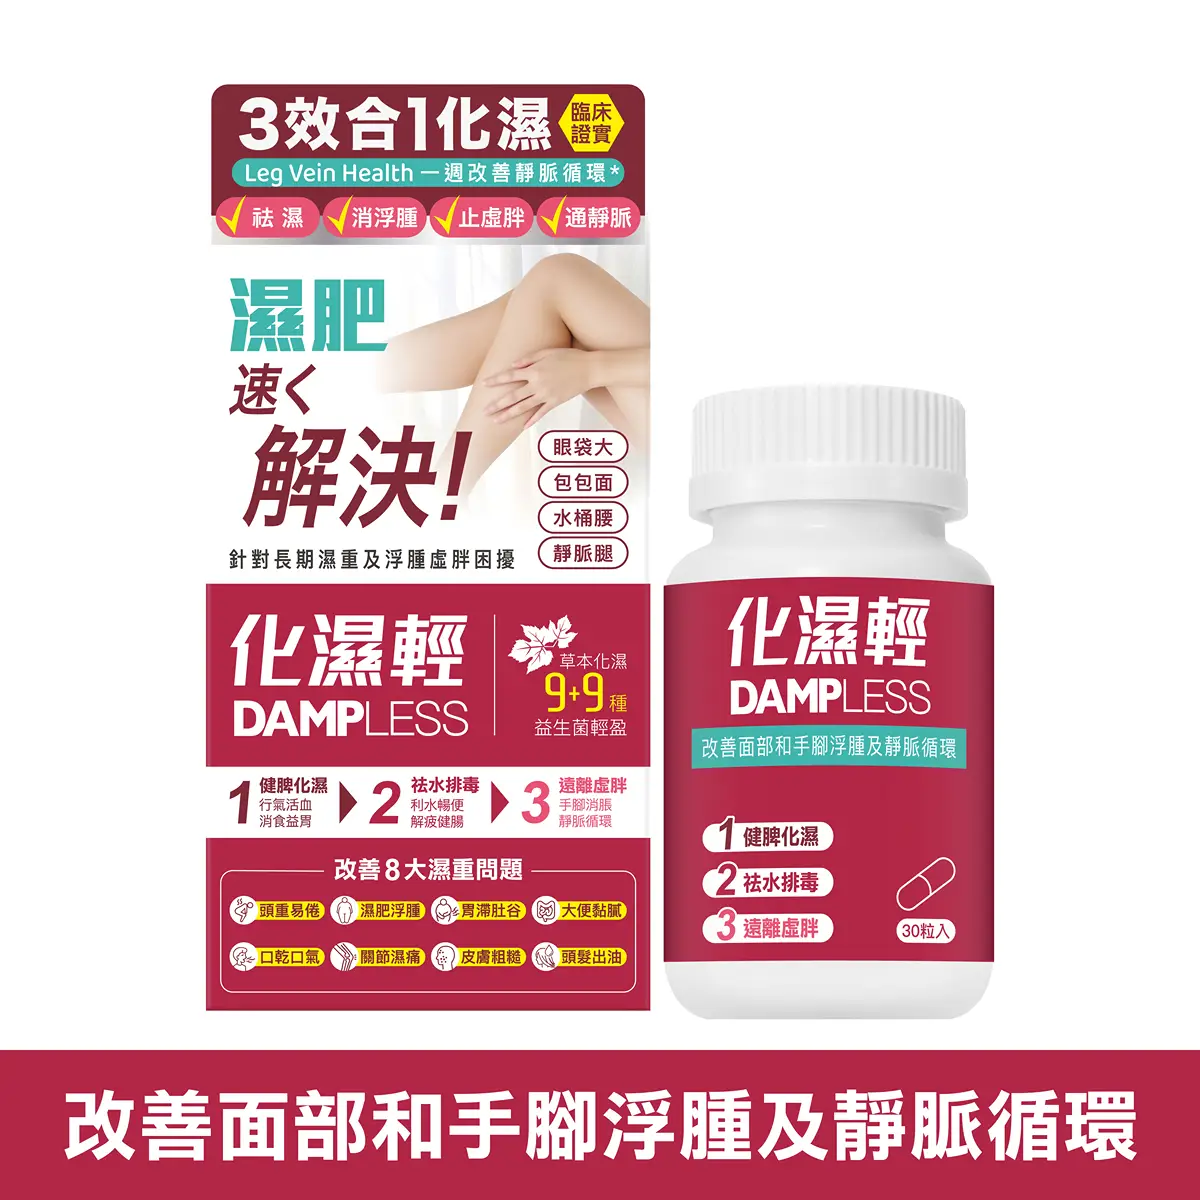 3效合1化濕
臨床
證實
Leg Vein Health 一週改善靜脈循環*
祛濕
消浮腫
止虛胖
通靜脈
濕肥
速く
解決!
眼袋大
包包面
水桶腰
靜脈腿
針對長期濕重及浮腫虛胖困擾
化濕輕
DAMPLESS
草本化濕
9+9種
益生菌輕盈
1 健脾化濕
行氣活血
消食益胃
2 祛水排毒
利水暢便
解疲健腸
3 遠離虛胖
手腳消脹
靜脈循環
改善8大濕重問題
頭重易倦
濕肥浮腫
胃滯肚谷
大便黏膩
口乾口氣
關節濕痛
皮膚粗糙
頭髮出油
化濕輕
DAMPLESS
改善面部和手腳浮腫及靜脈循環
1 健脾化濕
2 祛水排毒
3 遠離虛胖
30粒入
改善面部和手腳浮腫及靜脈循環